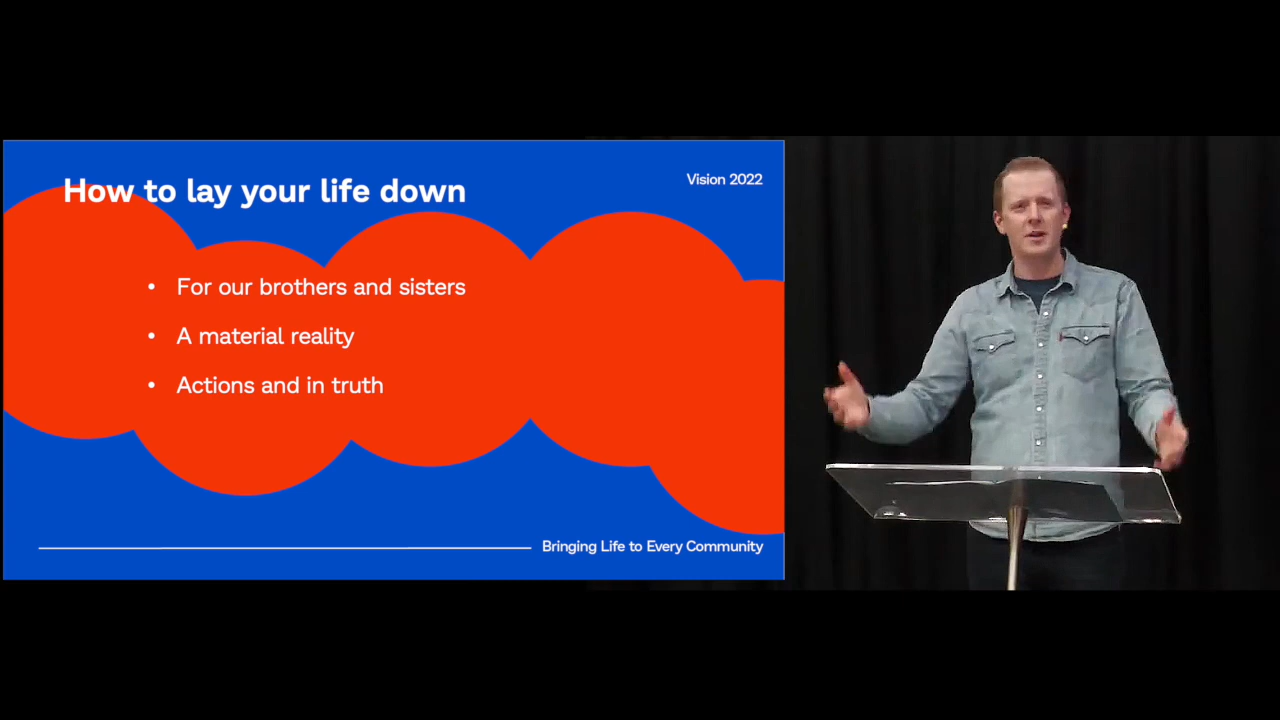 How to lay your life down
Vision 2022
• For our brothers and sisters
• A material reality
• Actions and in truth
Bringing Life to Every Community